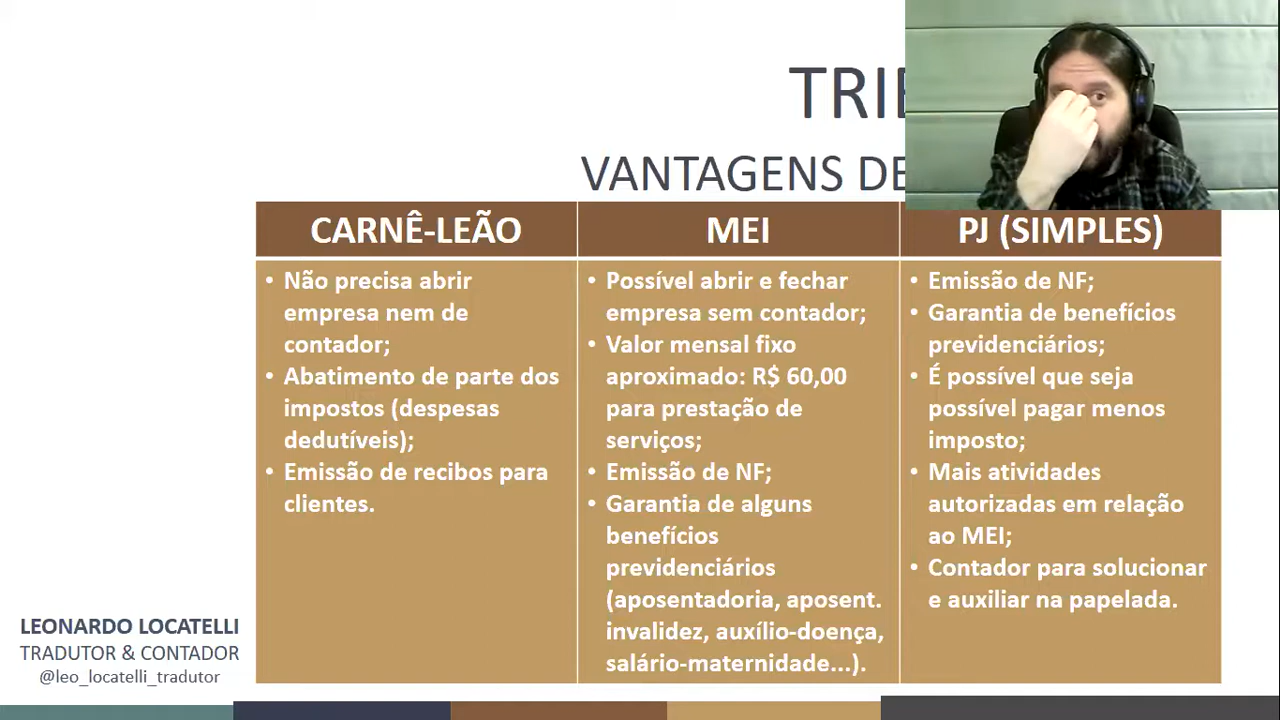 TRIB
VANTAGENS DE
CARNÊ-LEÃO
• Não precisa abrir
empresa nem de
contador;
• Abatimento de parte dos
impostos (despesas
dedutíveis);
• Emissão de recibos para
clientes.
MEI
• Possível abrir e fechar
empresa sem contador;
• Valor mensal fixo
aproximado: R$ 60,00
para prestação de
serviços;
• Emissão de NF;
• Garantia de alguns
benefícios
previdenciários
(aposentadoria, aposent.
invalidez, auxílio-doença,
salário-maternidade...).
PJ (SIMPLES)
• Emissão de NF;
• Garantia de benefícios
previdenciários;
• É possível que seja
possível pagar menos
imposto;
• Mais atividades
autorizadas em relação
ao MEI;
• Contador para solucionar
e auxiliar na papelada.
LEONARDO LOCATELLI
TRADUTOR & CONTADOR
@leo_locatelli_tradutor